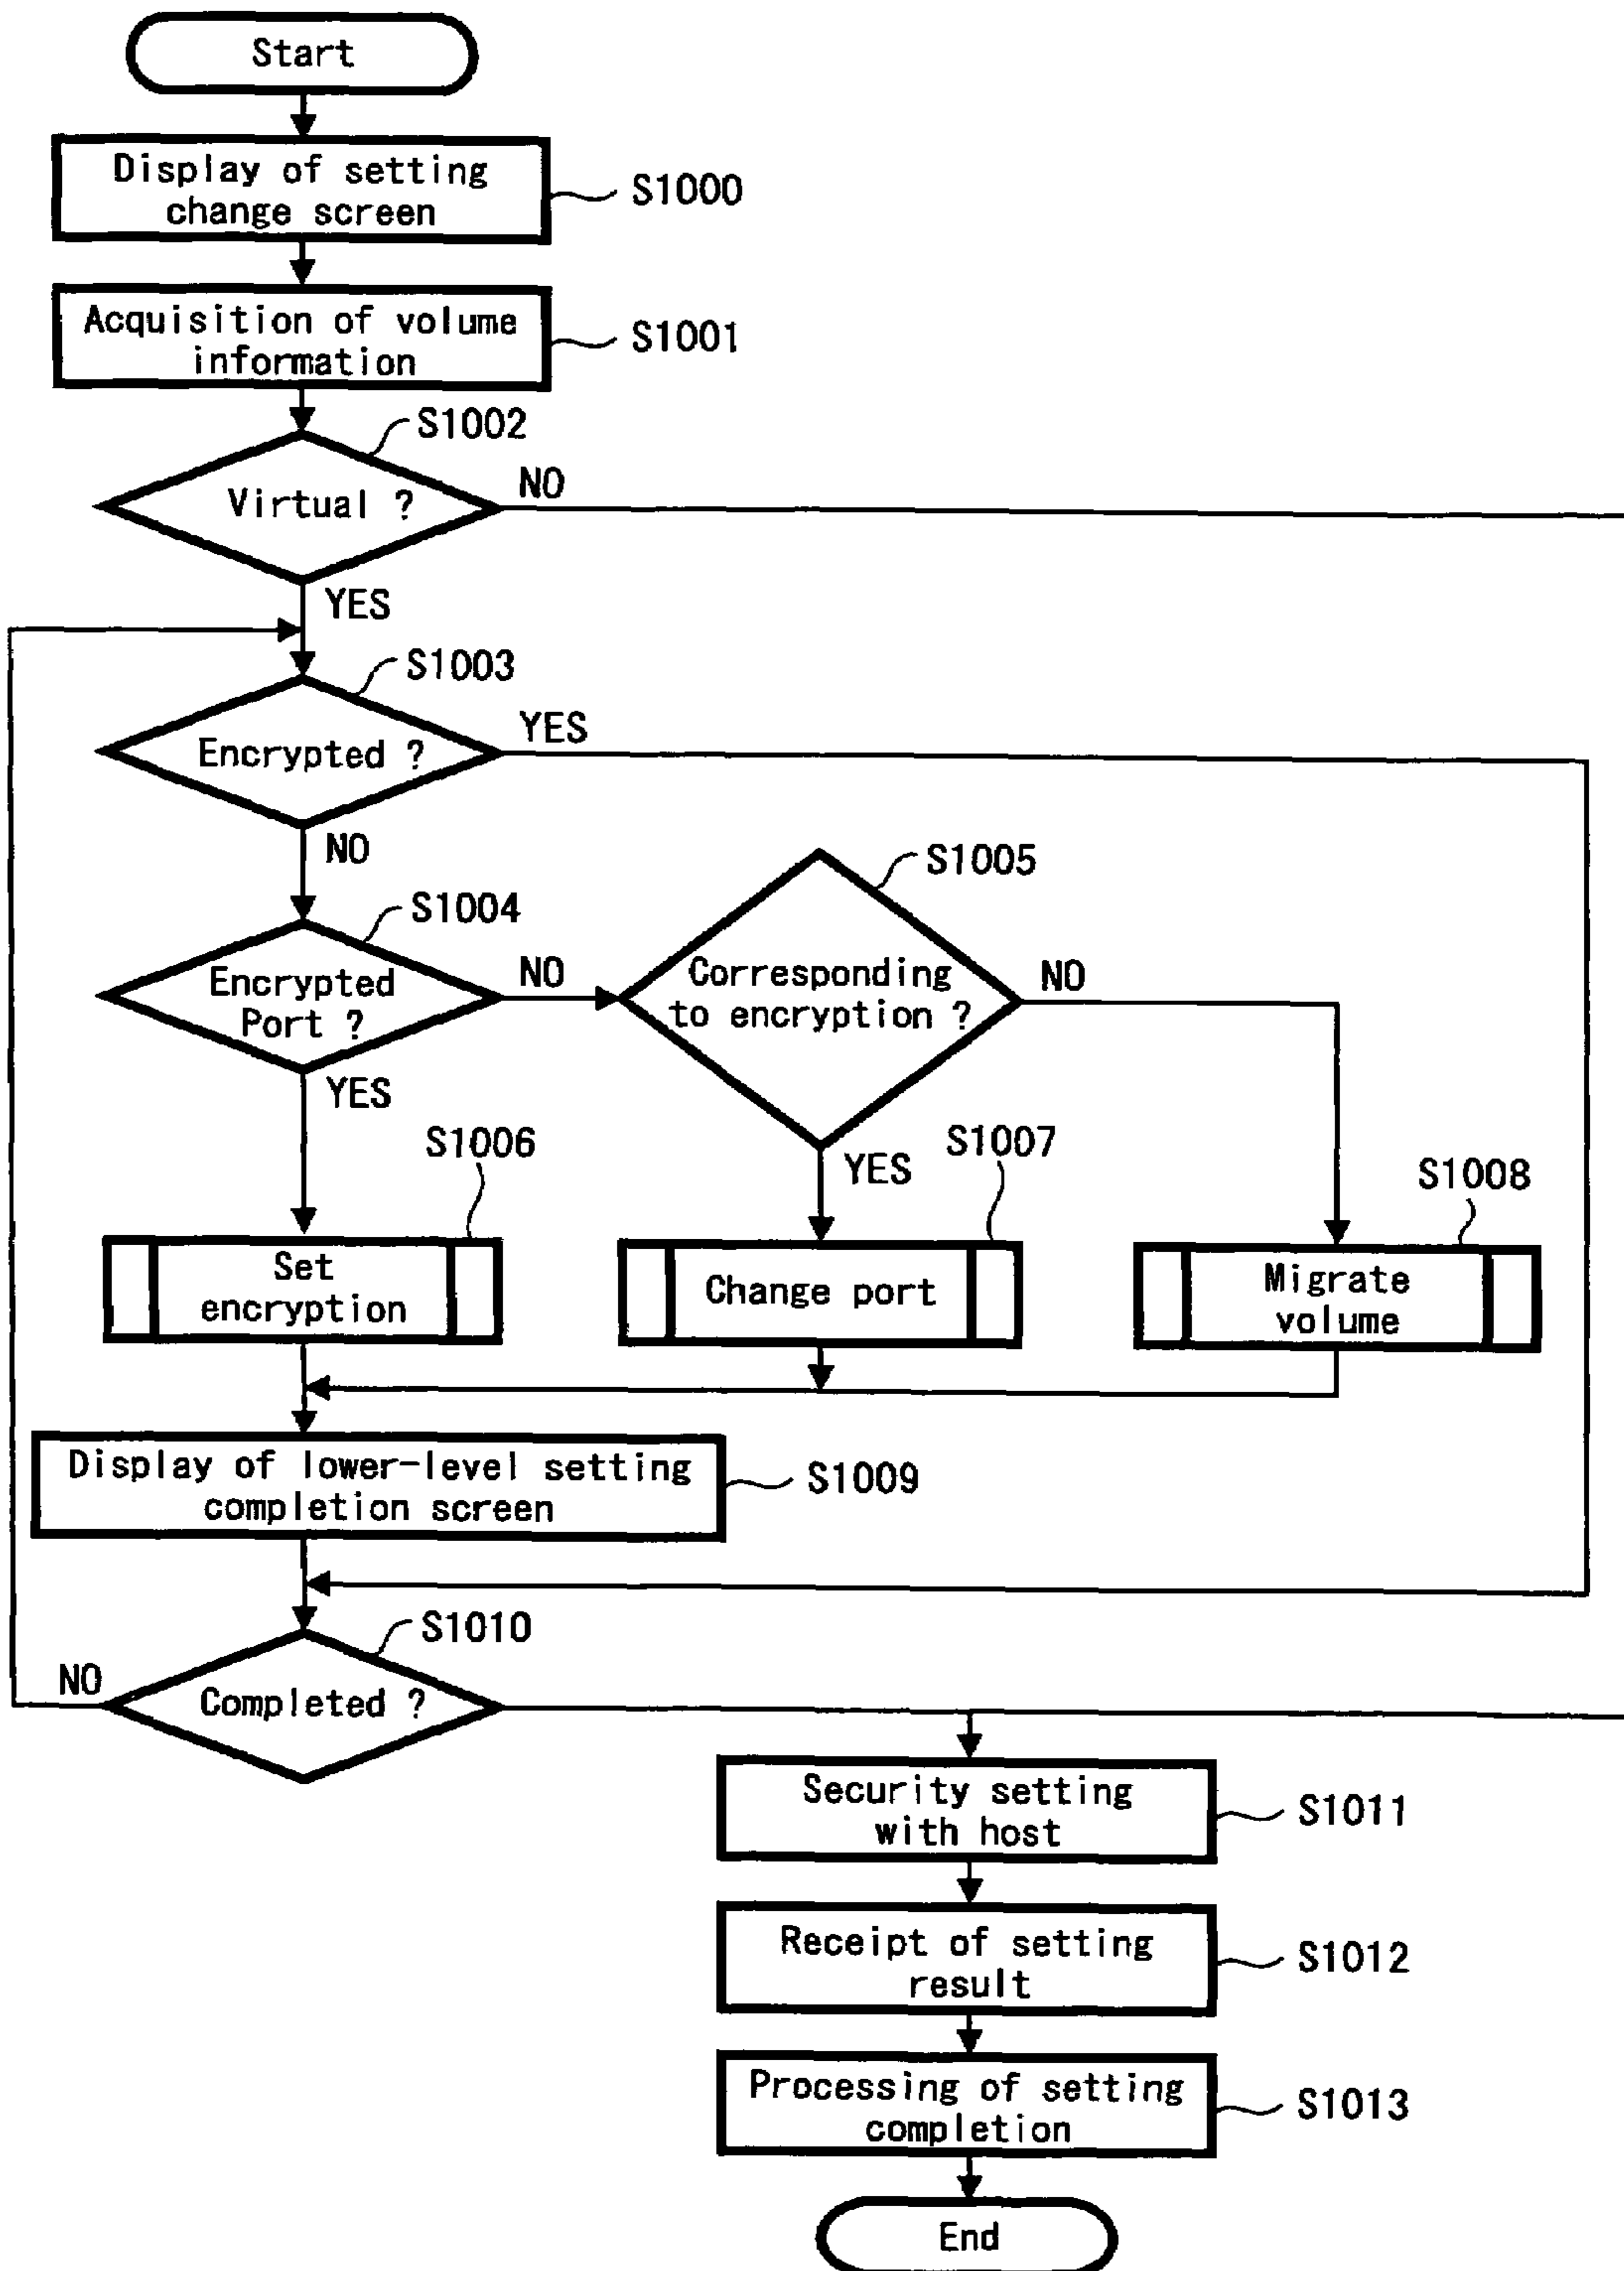 Start
Display of setting
change screen
S1000
Acquisition of volume
information
S1001
S1002
Virtual ?
NO
YES
S1003
Encrypted ?
YES
NO
S1004
Encrypted
Port ?
NO
YES
S1005
Corresponding
to encryption ?
NO
YES
S1006
Set
encryption
S1007
Change port
S1008
Migrate
volume
Display of lower-level setting
completion screen
S1009
S1010
Completed ?
NO
Security setting
with host
S1011
Receipt of setting
result
S1012
Processing of setting
completion
S1013
End